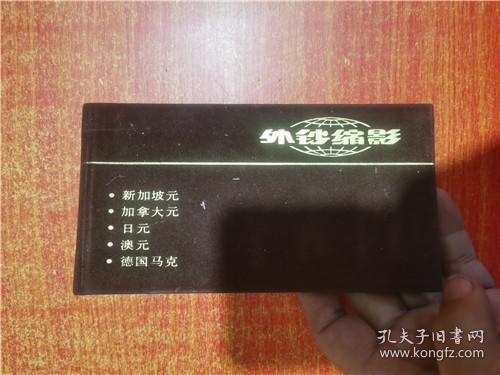 外钞缩影
• 新加坡元
• 加拿大元
• 日元
• 澳元
• 德国马克
孔夫子旧书网
www.kongfz.com